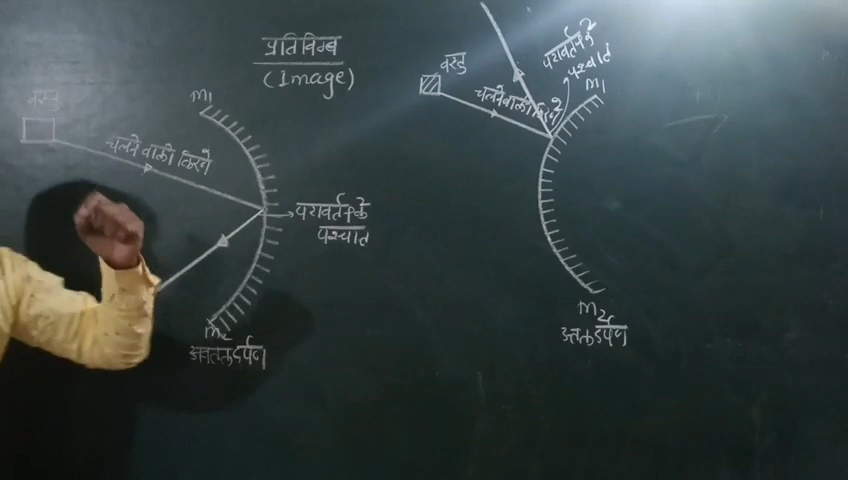 प्रतिबिम्ब
(Image)
वस्तु
M1
चलने वाली किरणे
परावर्तन के
पश्चात
अवतल दर्पण
वस्तु
चलने वाली किरणे
परावर्तन के
पश्चात
M1
M2
उत्तल दर्पण